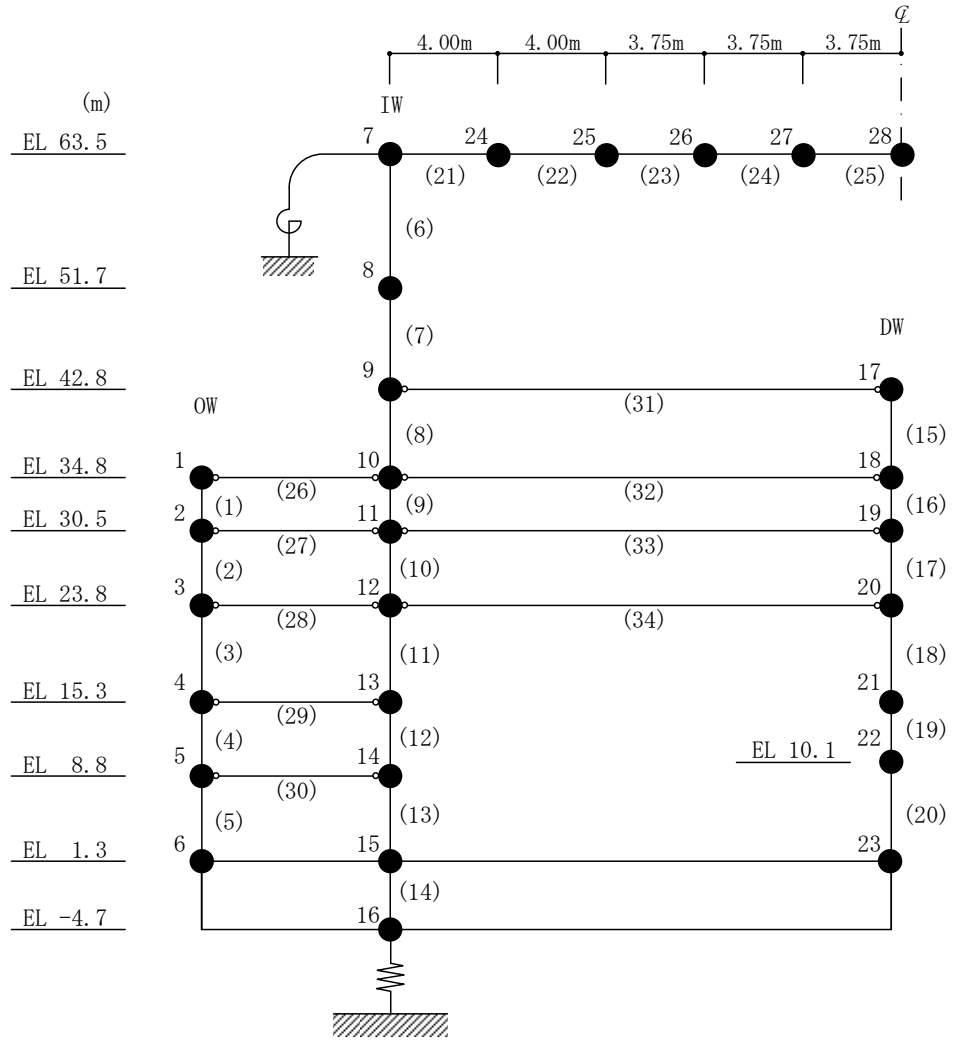 ℄
4.00m 4.00m 3.75m 3.75m 3.75m
(m)
IW
EL 63.5 7 24 25 26 27 28
(21) (22) (23) (24) (25)
(6)
EL 51.7 8
(7)
DW
EL 42.8 9 17
(31)
OW
(8) (15)
EL 34.8 1 10 18
(26) (32)
(1) (9) (16)
EL 30.5 2 11 19
(27) (33)
(2) (10) (17)
EL 23.8 3 12 20
(28) (34)
(3) (11) (18)
EL 15.3 4 13 21
(29)
(4) (12) (19)
EL 10.1 22
EL 8.8 5 14
(30)
(5) (13) (20)
EL 1.3 6 15 23
(14)
EL -4.7 16